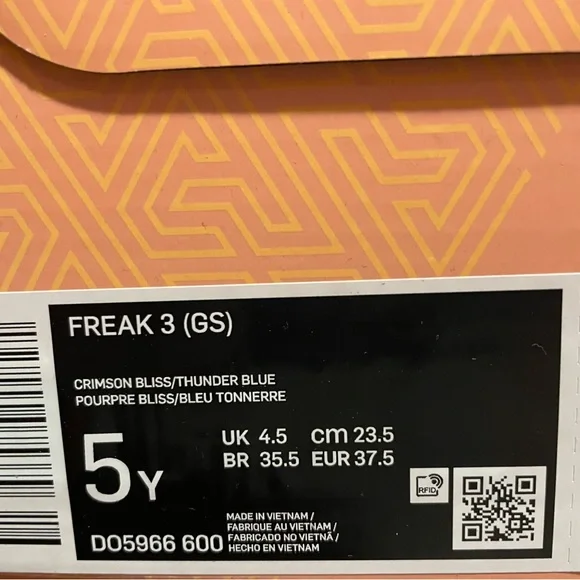 FREAK 3 (GS)
CRIMSON BLISS/THUNDER BLUE
POURPRE BLISS/BLEU TONNERRE
5 Y
UK 4.5 cm 23.5
BR 35.5 EUR 37.5
RFID
DO5966 600
MADE IN VIETNAM /
FABRIQUE AU VIETNAM /
FABRICADO NO VIETNÃ /
HECHO EN VIETNAM